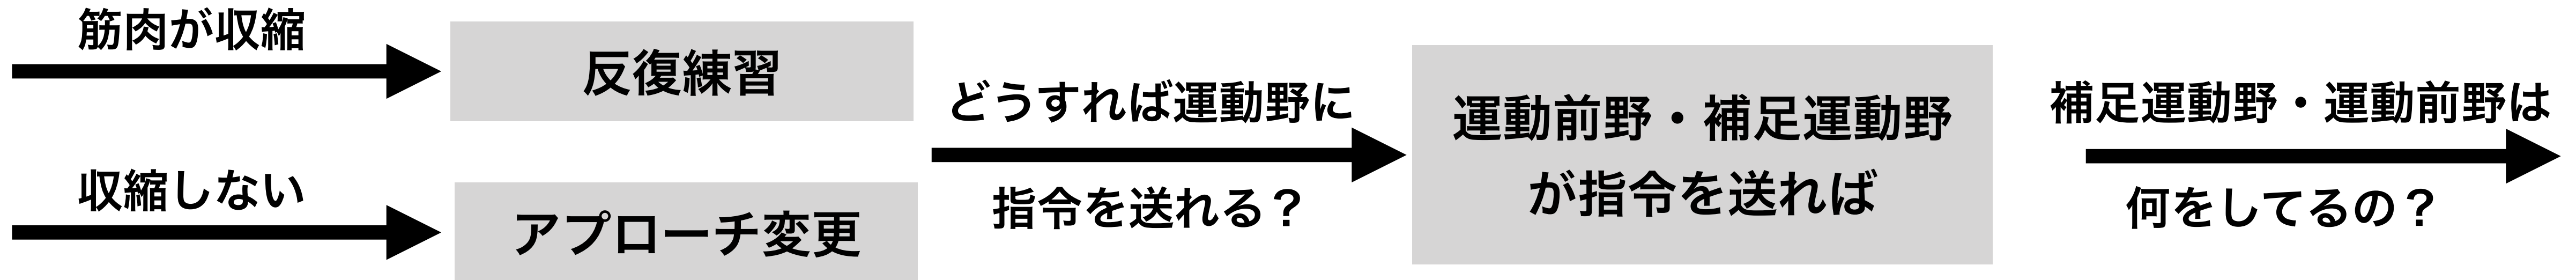 筋肉が収縮
反復練習
収縮しない
アプローチ変更
どうすれば運動野に
指令を送れる？
運動前野・補足運動野
が指令を送れば
補足運動野・運動前野は
何をしてるの？